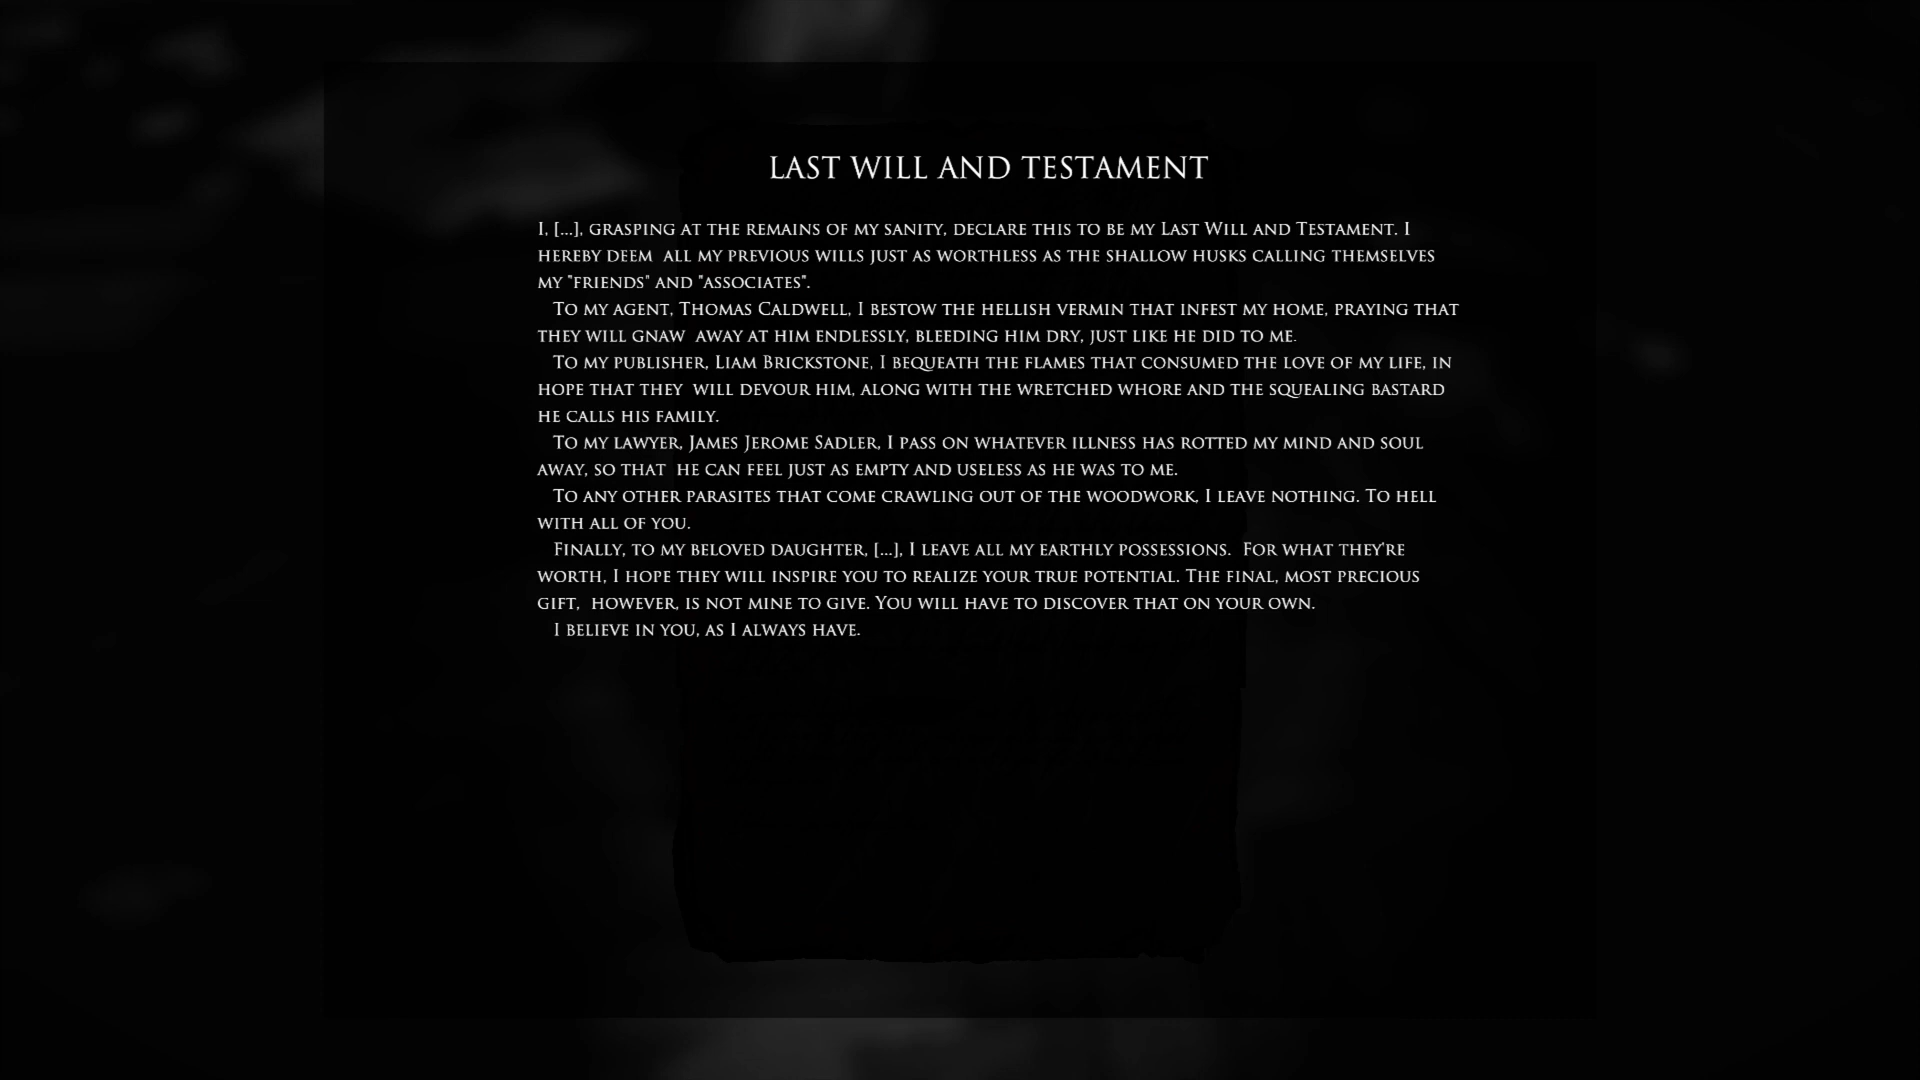 LAST WILL AND TESTAMENT
I, [...], GRASPING AT THE REMAINS OF MY SANITY, DECLARE THIS TO BE MY LAST WILL AND TESTAMENT. I
HEREBY DEEM ALL MY PREVIOUS WILLS JUST AS WORTHLESS AS THE SHALLOW HUSKS CALLING THEMSELVES
MY "FRIENDS" AND "ASSOCIATES".
TO MY AGENT, THOMAS CALDWELL, I BESTOW THE HELLISH VERMIN THAT INFEST MY HOME, PRAYING THAT
THEY WILL GNAW AWAY AT HIM ENDLESSLY, BLEEDING HIM DRY, JUST LIKE HE DID TO ME.
TO MY PUBLISHER, LIAM BRICKSTONE, I BEQUEATH THE FLAMES THAT CONSUMED THE LOVE OF MY LIFE, IN
HOPE THAT THEY WILL DEVOUR HIM, ALONG WITH THE WRETCHED WHORE AND THE SQUEALING BASTARD
HE CALLS HIS FAMILY.
TO MY LAWYER, JAMES JEROME SADLER, I PASS ON WHATEVER ILLNESS HAS ROTTED MY MIND AND SOUL
AWAY, SO THAT HE CAN FEEL JUST AS EMPTY AND USELESS AS HE WAS TO ME.
TO ANY OTHER PARASITES THAT COME CRAWLING OUT OF THE WOODWORK, I LEAVE NOTHING. TO HELL
WITH ALL OF YOU.
FINALLY, TO MY BELOVED DAUGHTER, [...], I LEAVE ALL MY EARTHLY POSSESSIONS. FOR WHAT THEY'RE
WORTH, I HOPE THEY WILL INSPIRE YOU TO REALIZE YOUR TRUE POTENTIAL. THE FINAL, MOST PRECIOUS
GIFT, HOWEVER, IS NOT MINE TO GIVE. YOU WILL HAVE TO DISCOVER THAT ON YOUR OWN.
I BELIEVE IN YOU, AS I ALWAYS HAVE.